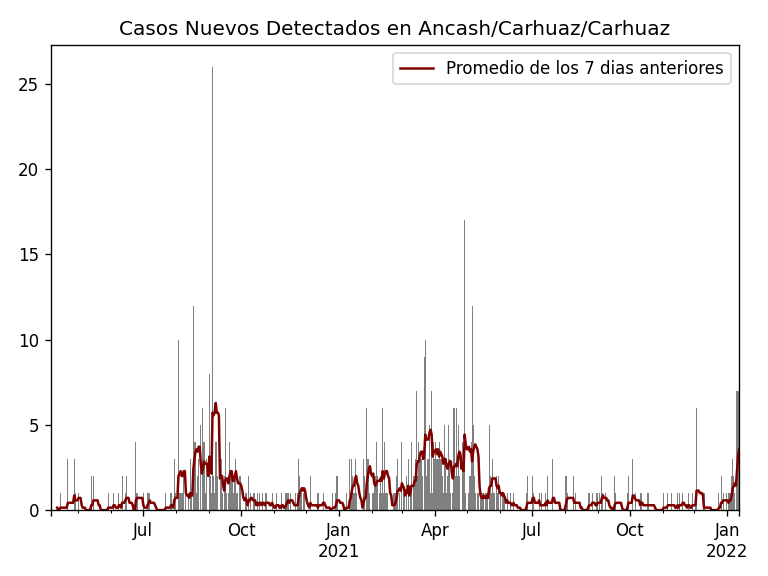 Casos Nuevos Detectados en Ancash/Carhuaz/Carhuaz
Promedio de los 7 dias anteriores
25
20
15
10
5
0
Jul Oct Jan Apr Jul Oct Jan
2021 2022